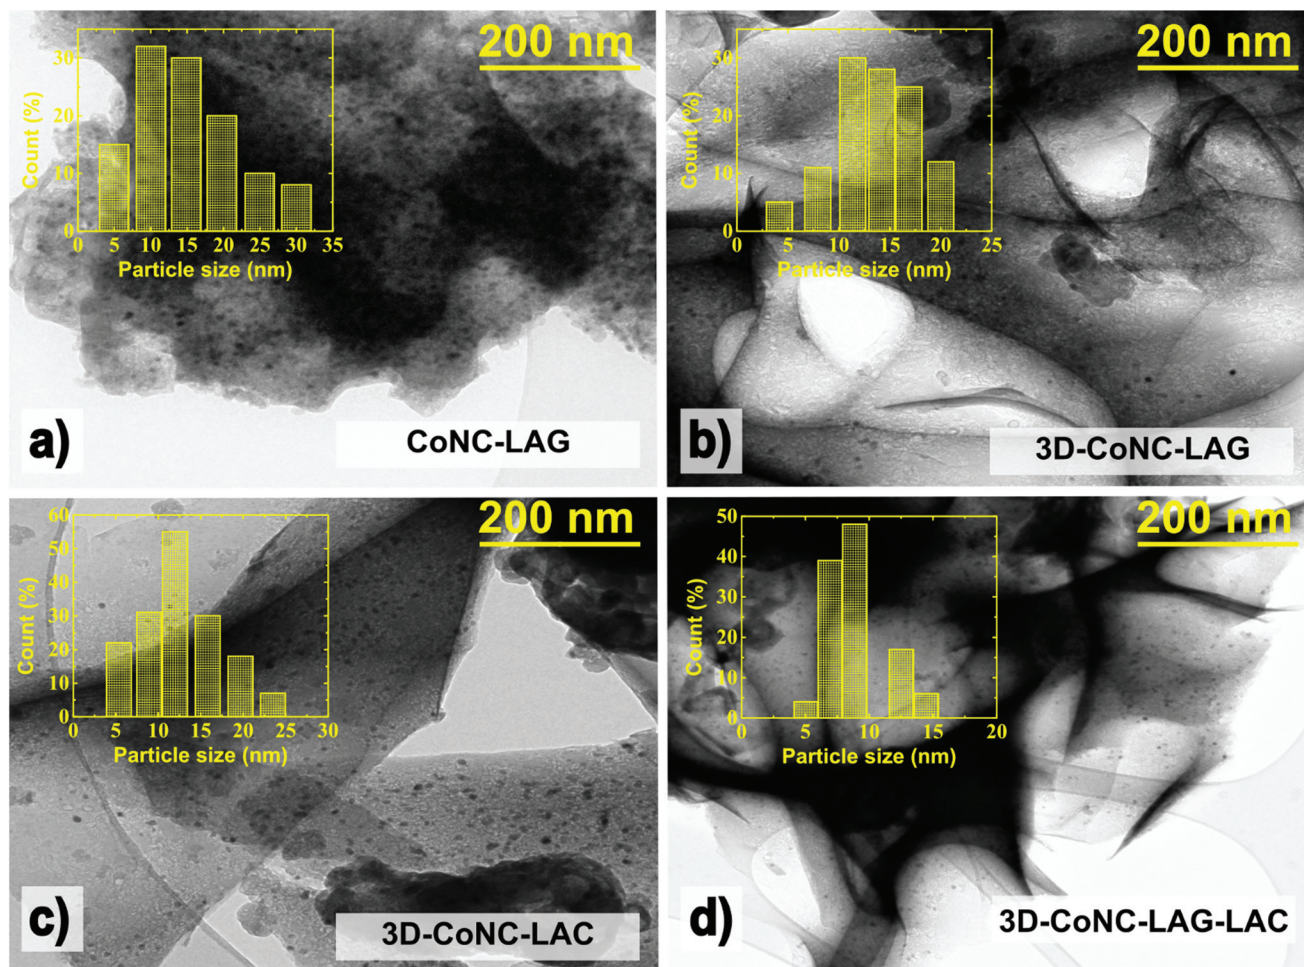 200 nm
30
20
10
0
Count (%)
0 5 10 15 20 25 30 35
Particle size (nm)
a)
CoNC-LAG
200 nm
30
20
10
0
Count (%)
0 5 10 15 20 25
Particle size (nm)
b)
3D-CoNC-LAG
200 nm
60
50
40
30
20
10
0
Count (%)
0 5 10 15 20 25 30
Particle size (nm)
c)
3D-CoNC-LAC
200 nm
50
40
30
20
10
0
Count (%)
0 5 10 15 20
Particle size (nm)
d)
3D-CoNC-LAG-LAC